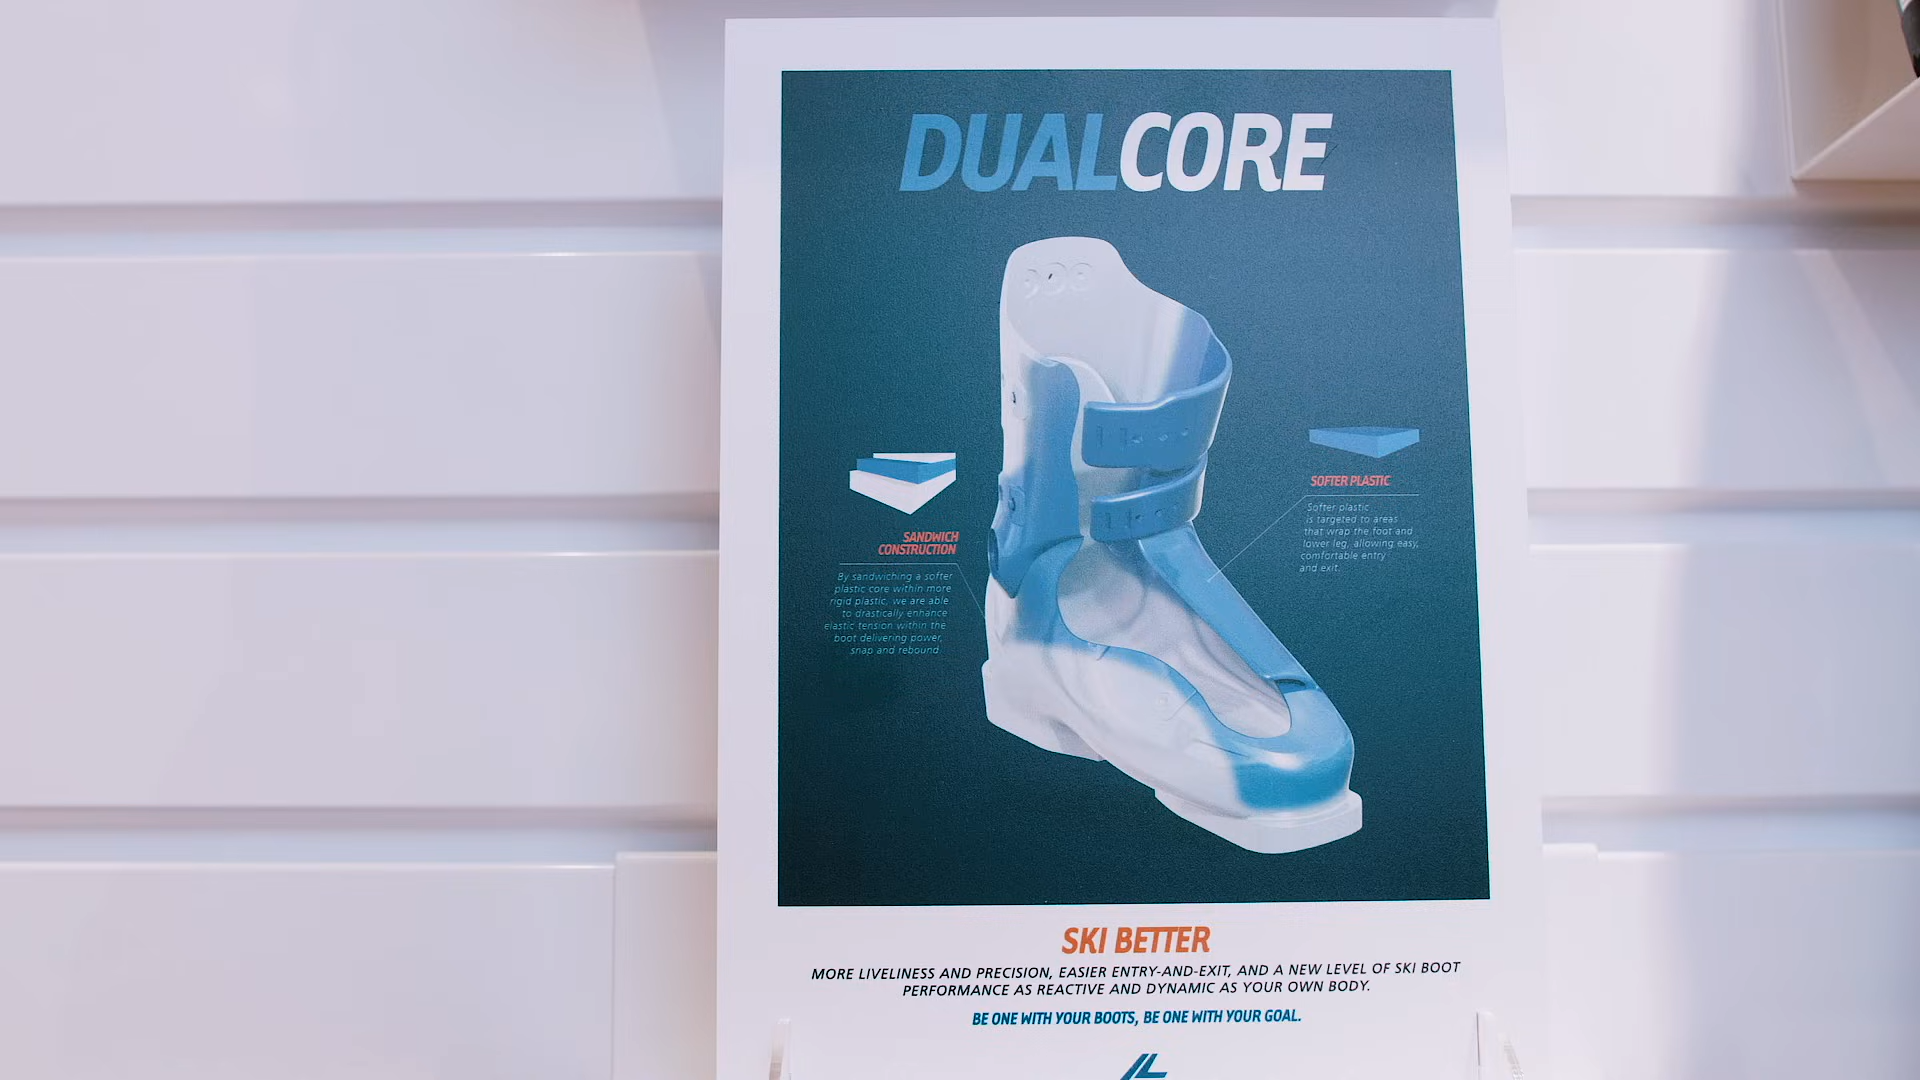 DUALCORE
SANDWICH
CONSTRUCTION
By sandwiching a softer
plastic core within more
rigid plastic, we are able
to drastically enhance
elastic tension within the
boot delivering power,
snap and rebound.
SOFTER PLASTIC
Softer plastic
is targeted to areas
that wrap the foot and
lower leg, allowing easy,
comfortable entry
and exit.
SKI BETTER
MORE LIVELINESS AND PRECISION, EASIER ENTRY-AND-EXIT, AND A NEW LEVEL OF SKI BOOT
PERFORMANCE AS REACTIVE AND DYNAMIC AS YOUR OWN BODY.
BE ONE WITH YOUR BOOTS, BE ONE WITH YOUR GOAL.